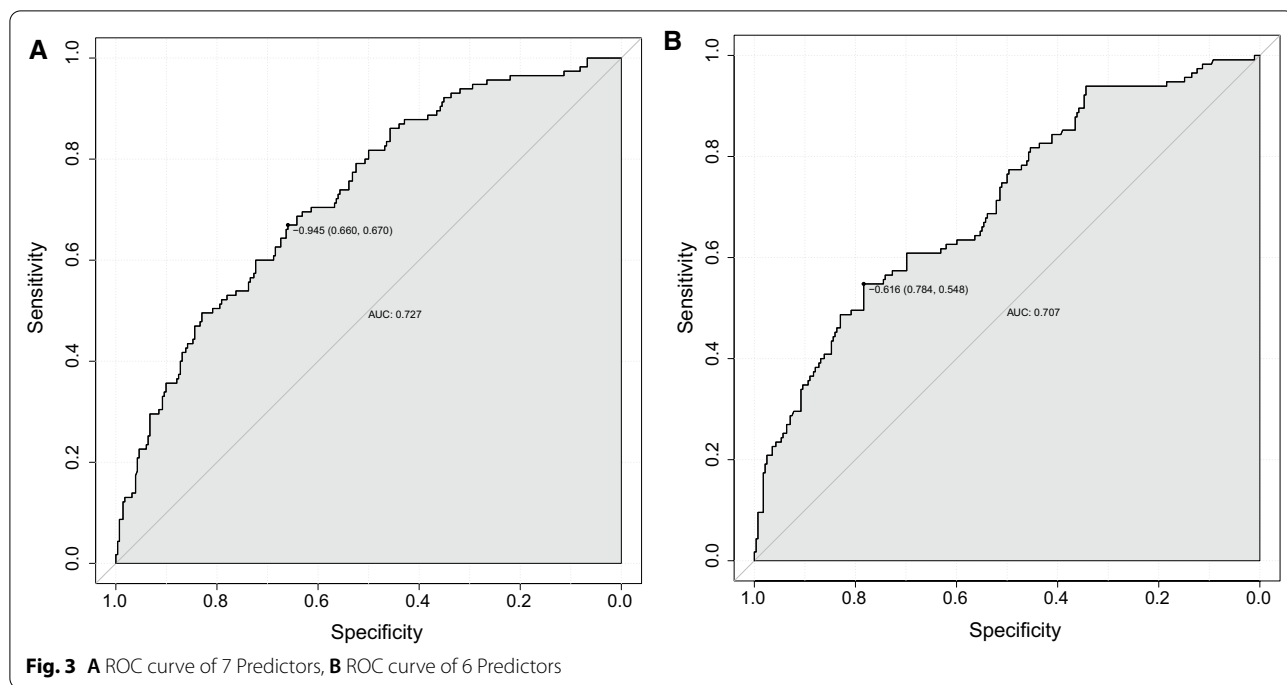 A
1.0
0.8
0.6
0.4
0.2
0.0
Sensitivity
−0.945 (0.660, 0.670)
AUC: 0.727
1.0 0.8 0.6 0.4 0.2 0.0
Specificity
B
1.0
0.8
0.6
0.4
0.2
0.0
Sensitivity
−0.616 (0.784, 0.548)
AUC: 0.707
1.0 0.8 0.6 0.4 0.2 0.0
Specificity
Fig. 3 A ROC curve of 7 Predictors, B ROC curve of 6 Predictors